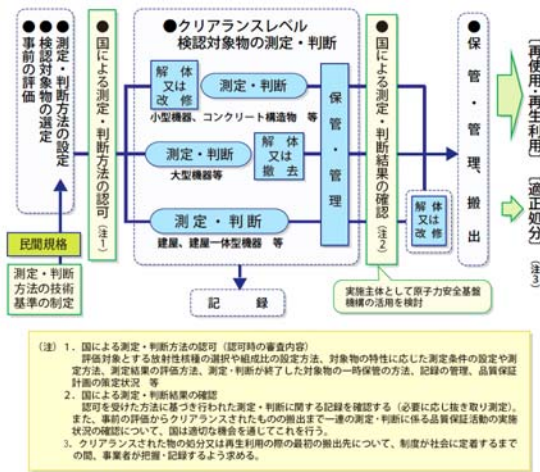 ●測定・判断方法の設定
●検認対象物の選定
事前の評価
●国による測定・判断方法の認可（注1）
●クリアランスレベル
検認対象物の測定・判断
解体
又は
改修
測定・判断
小型機器、コンクリート構造物　等
測定・判断
大型機器等
解体
又は
撤去
測定・判断
建屋、建屋一体型機器　等
保管・管理
記　録
●国による測定・判断結果の確認（注2）
解体
又は
改修
●保管・管理、搬出
〔再使用・再生利用〕
〔適正処分〕（注3）
民間規格
測定・判断
方法の技術
基準の制定
実施主体として原子力安全基盤
機構の活用を検討
（注）１．国による測定・判断方法の認可（認可時の審査内容）
評価対象とする放射性核種の選択や組成比の設定方法、対象物の特性に応じた測定条件の設定や測
定方法、測定結果の評価方法、測定・判断が終了した対象物の一時保管の方法、記録の管理、品質保証
計画の策定状況　等
２．国による測定・判断結果の確認
認可を受けた方法に基づき行われた測定・判断に関する記録を確認する（必要に応じ抜き取り測定）。
また、事前の評価からクリアランスされたものの搬出まで一連の測定・判断に係る品質保証活動の実施
状況の確認について、国は適切な機会を通じてこれを行う。
３．クリアランスされた物の処分又は再生利用の際の最初の搬出先について、制度が社会に定着するまで
の間、事業者が把握・記録するよう求める。